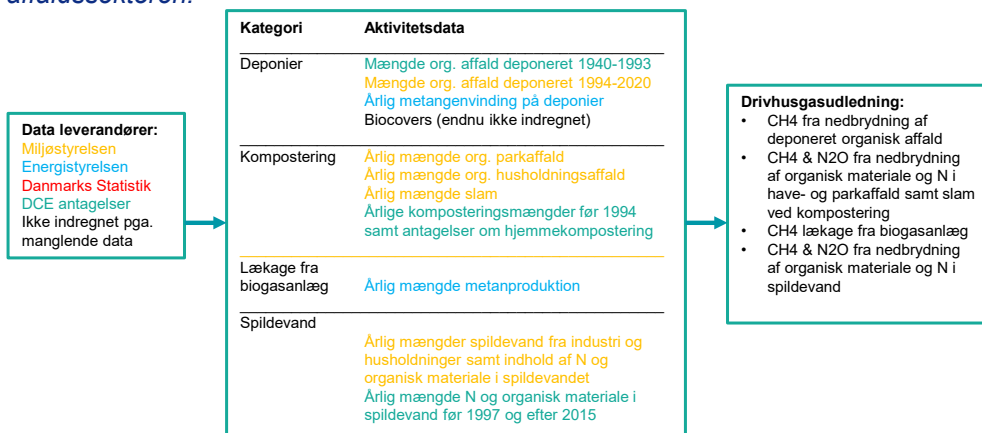 affaldssektoren.
Data leverandører:
Miljøstyrelsen
Energistyrelsen
Danmarks Statistik
DCE antagelser
Ikke indregnet pga.
manglende data
Kategori Aktivitetsdata
Deponier Mængde org. affald deponeret 1940-1993
Mængde org. affald deponeret 1994-2020
Årlig metangenvinding på deponier
Biocovers (endnu ikke indregnet)
Kompostering Årlig mængde org. parkaffald
Årlig mængde org. husholdningsaffald
Årlig mængde slam
Årlige komposteringsmængder før 1994
samt antagelser om hjemmekompostering
Lækage fra
biogasanlæg Årlig mængde metanproduktion
Spildevand
Årlig mængder spildevand fra industri og
husholdninger samt indhold af N og
organisk materiale i spildevandet
Årlig mængde N og organisk materiale i
spildevand før 1997 og efter 2015
Drivhusgasudledning:
• CH4 fra nedbrydning af
deponeret organisk affald
• CH4 & N2O fra nedbrydning
af organisk materiale og N i
have- og parkaffald samt slam
ved kompostering
• CH4 lækage fra biogasanlæg
• CH4 & N2O fra nedbrydning
af organisk materiale og N i
spildevand